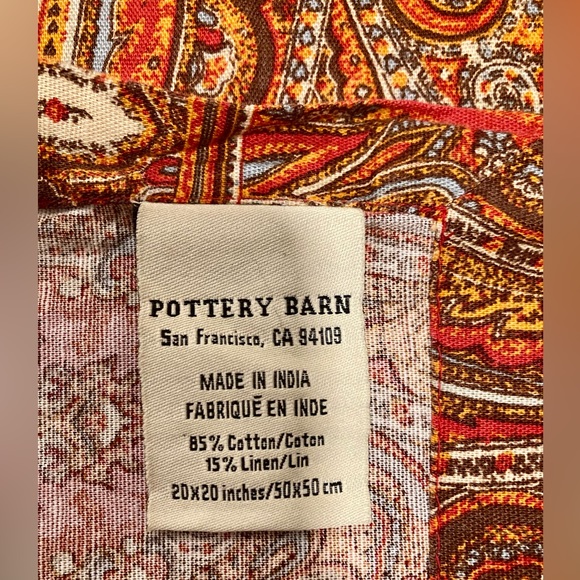 POTTERY BARN
San Francisco, CA 94109
MADE IN INDIA
FABRIQUĒ EN INDE
85% Cotton/Coton
15% Linen/Lin
20x20 inches/50x50 cm